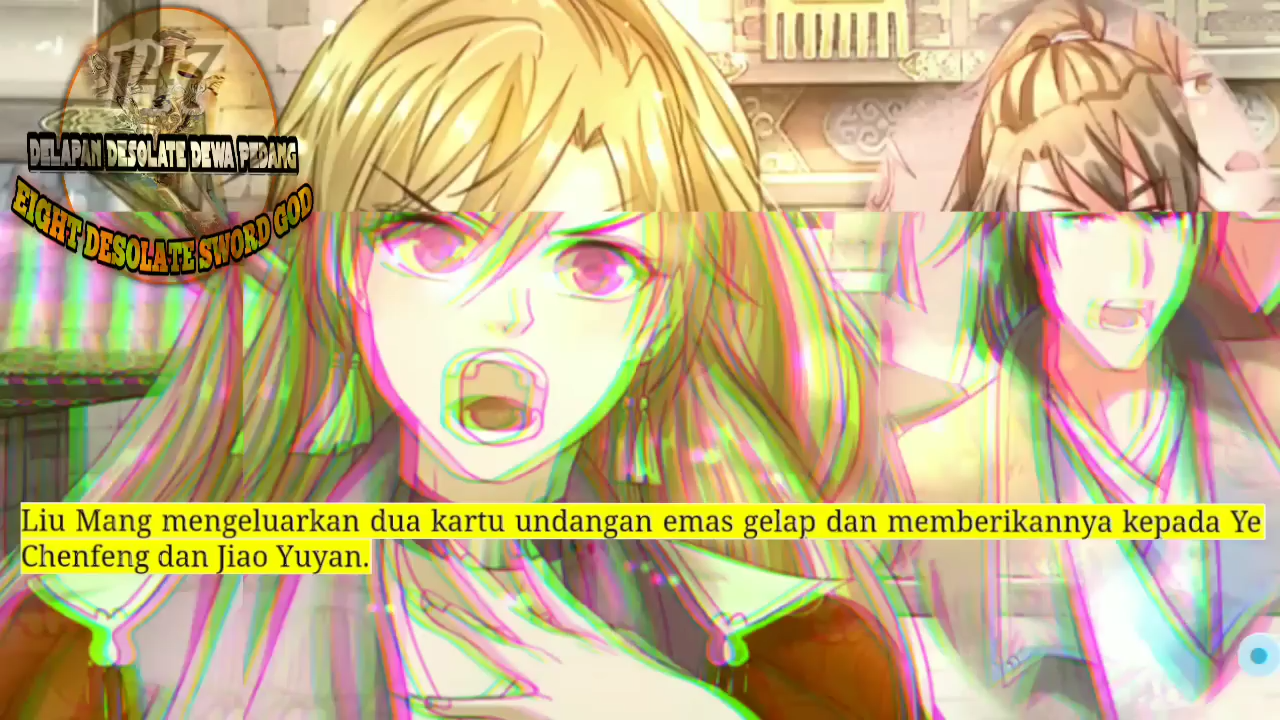 147
DELAPAN DESOLATE DEWA PEDANG
EIGHT DESOLATE SWORD GOD
Liu Mang mengeluarkan dua kartu undangan emas gelap dan memberikannya kepada Ye
Chenfeng dan Jiao Yuyan.